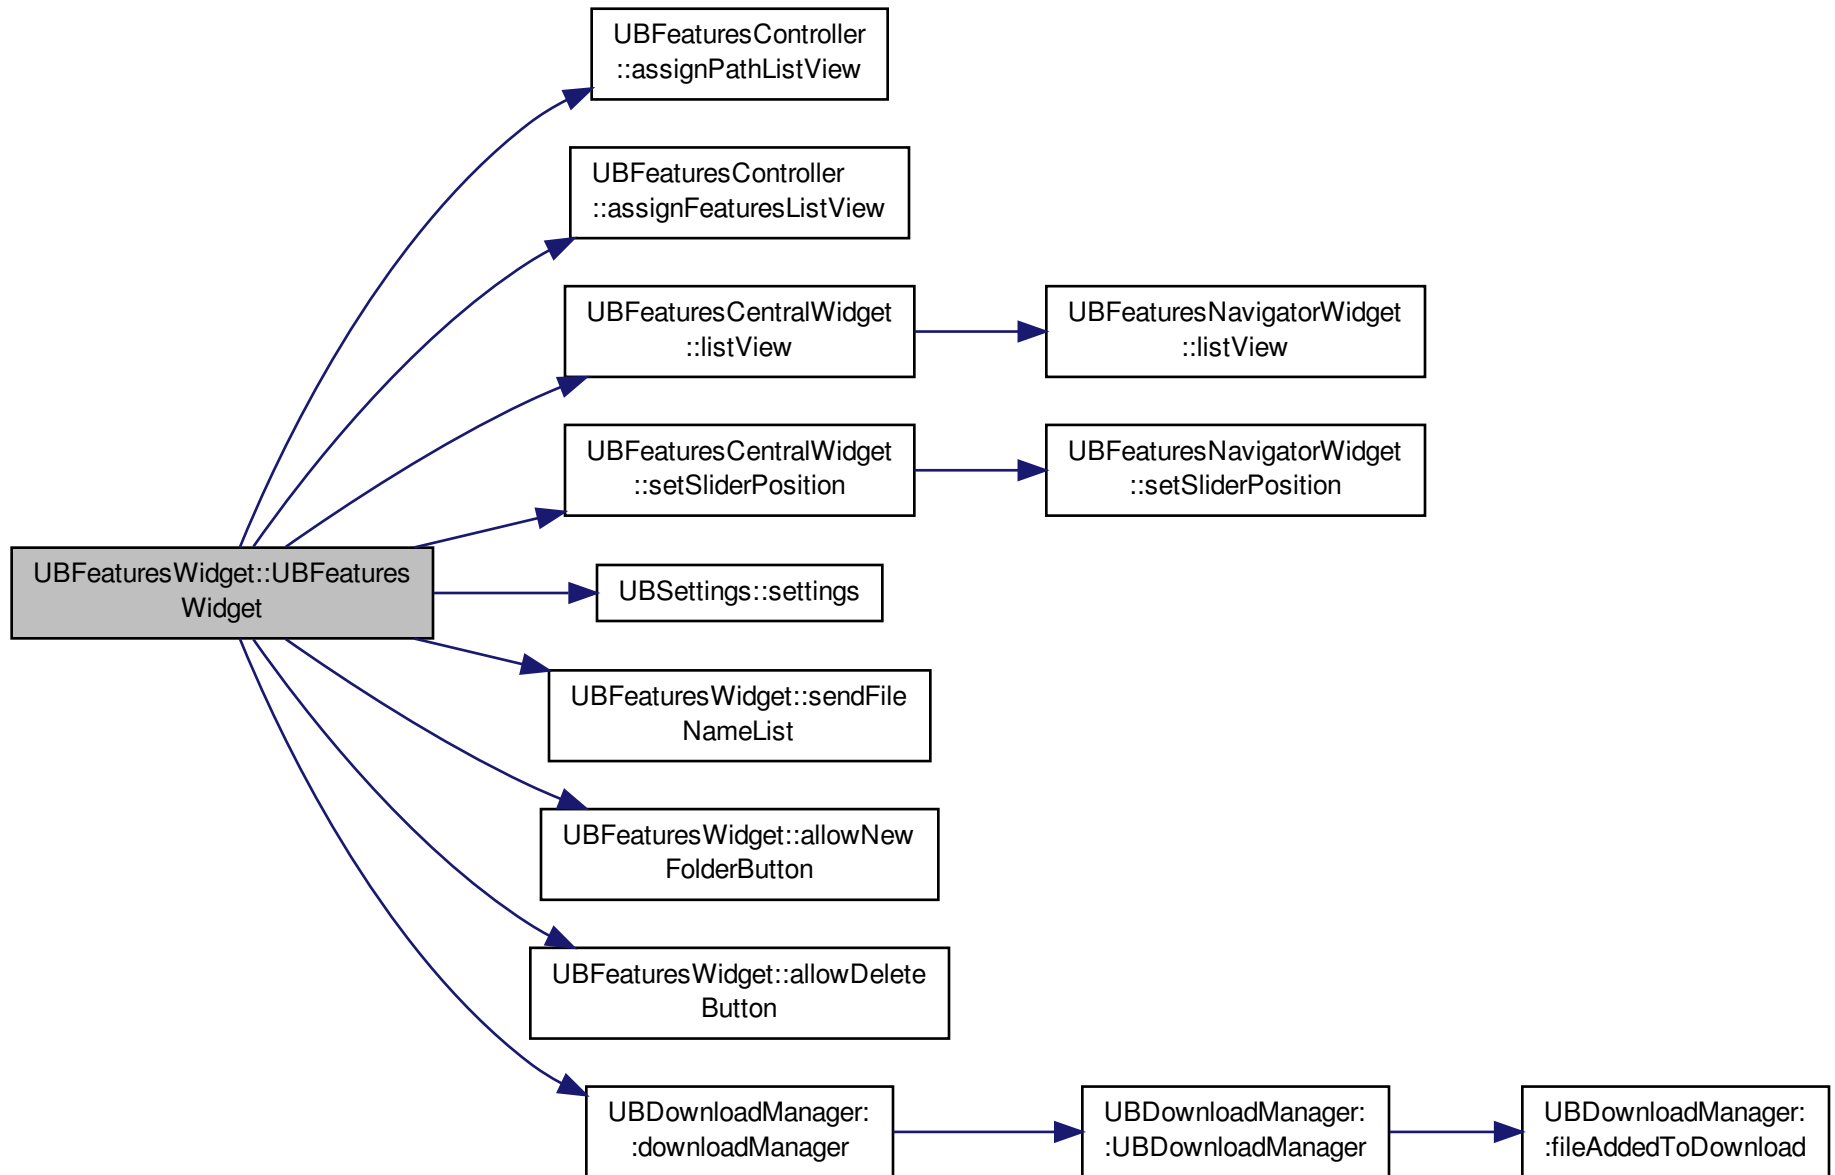 UBFeaturesController
::assignPathListView
UBFeaturesController
::assignFeaturesListView
UBFeaturesCentralWidget
::listView
UBFeaturesNavigatorWidget
::listView
UBFeaturesCentralWidget
::setSliderPosition
UBFeaturesNavigatorWidget
::setSliderPosition
UBFeaturesWidget::UBFeatures
Widget
UBSettings::settings
UBFeaturesWidget::sendFile
NameList
UBFeaturesWidget::allowNew
FolderButton
UBFeaturesWidget::allowDelete
Button
UBDownloadManager:
:downloadManager
UBDownloadManager:
:UBDownloadManager
UBDownloadManager:
:fileAddedToDownload